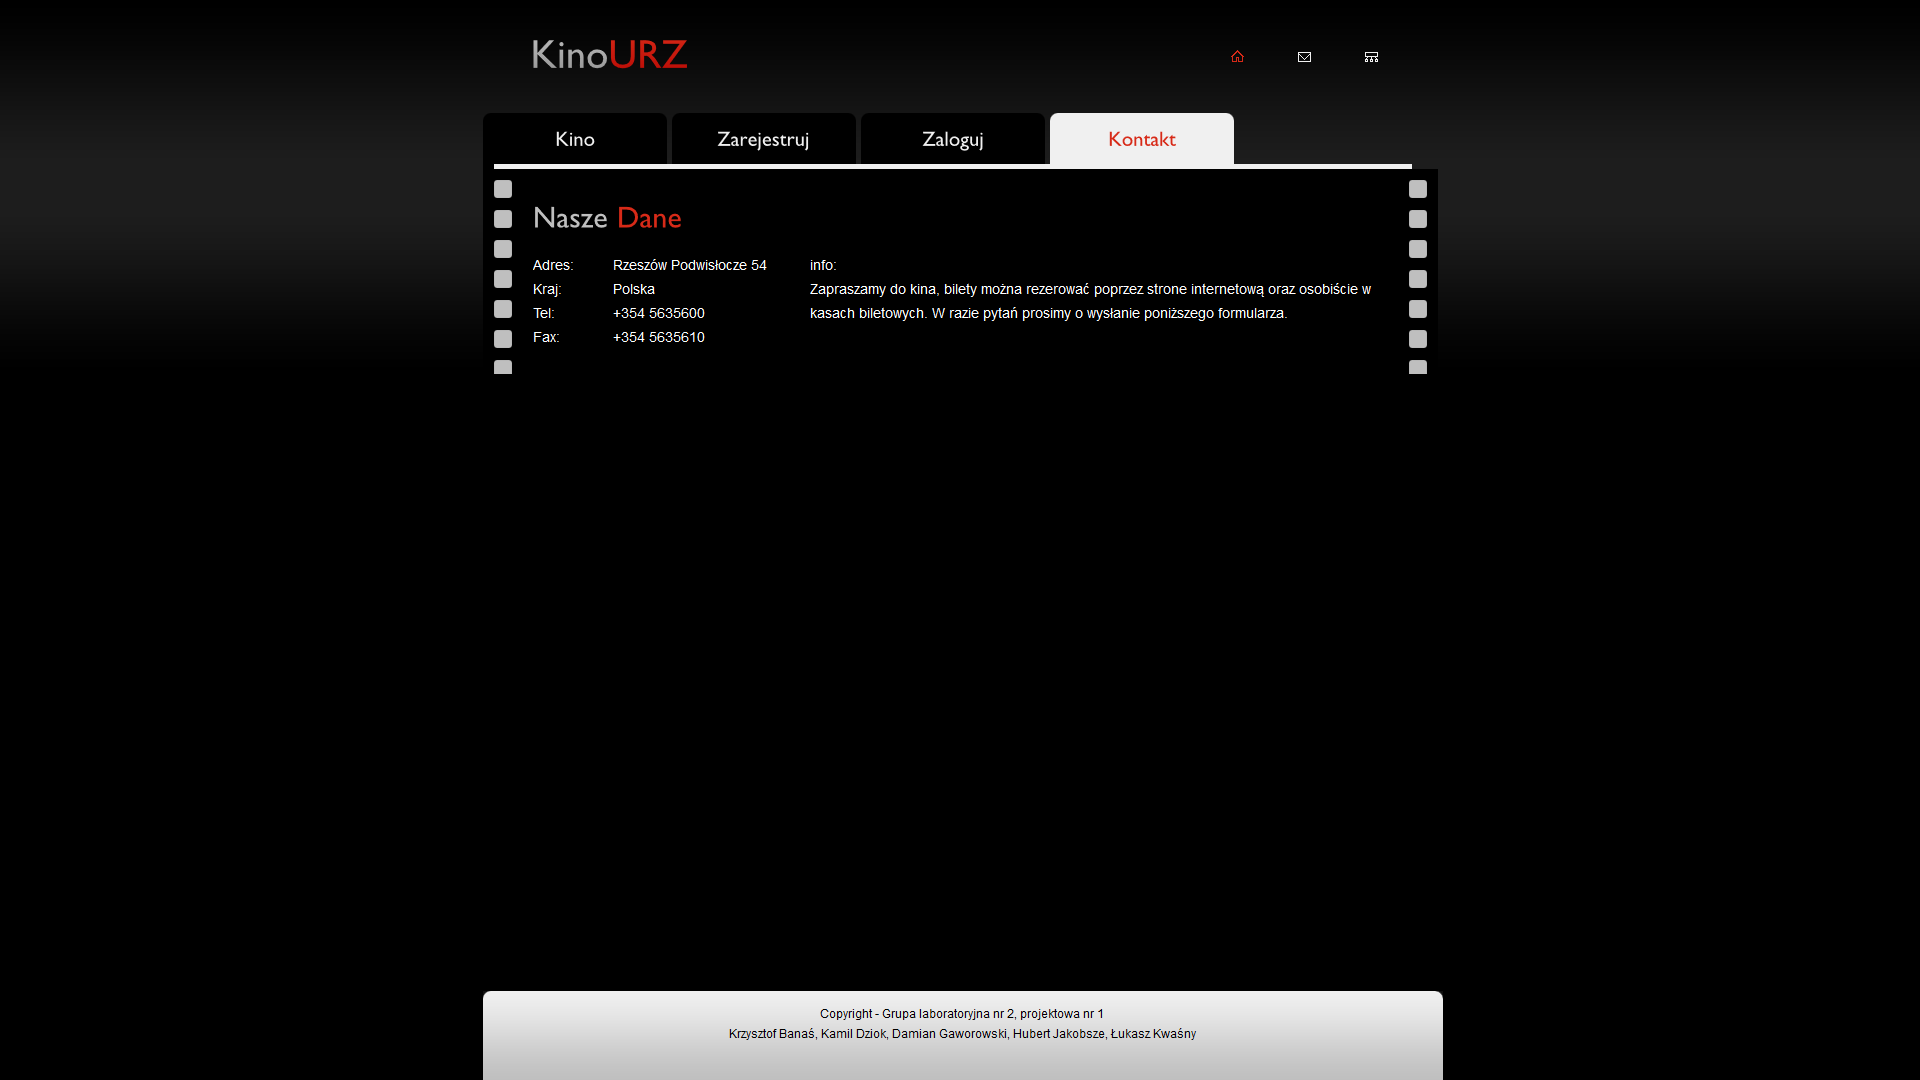 KinoURZ
Kino
Zarejestruj
Zaloguj
Kontakt
Nasze Dane
Adres: Rzeszów Podwisłocze 54
Kraj: Polska
Tel: +354 5635600
Fax: +354 5635610
info:
Zapraszamy do kina, bilety można rezerować poprzez strone internetową oraz osobiście w
kasach biletowych. W razie pytań prosimy o wysłanie poniższego formularza.
Copyright - Grupa laboratoryjna nr 2, projektowa nr 1
Krzysztof Banaś, Kamil Dziok, Damian Gaworowski, Hubert Jakobsze, Łukasz Kwaśny